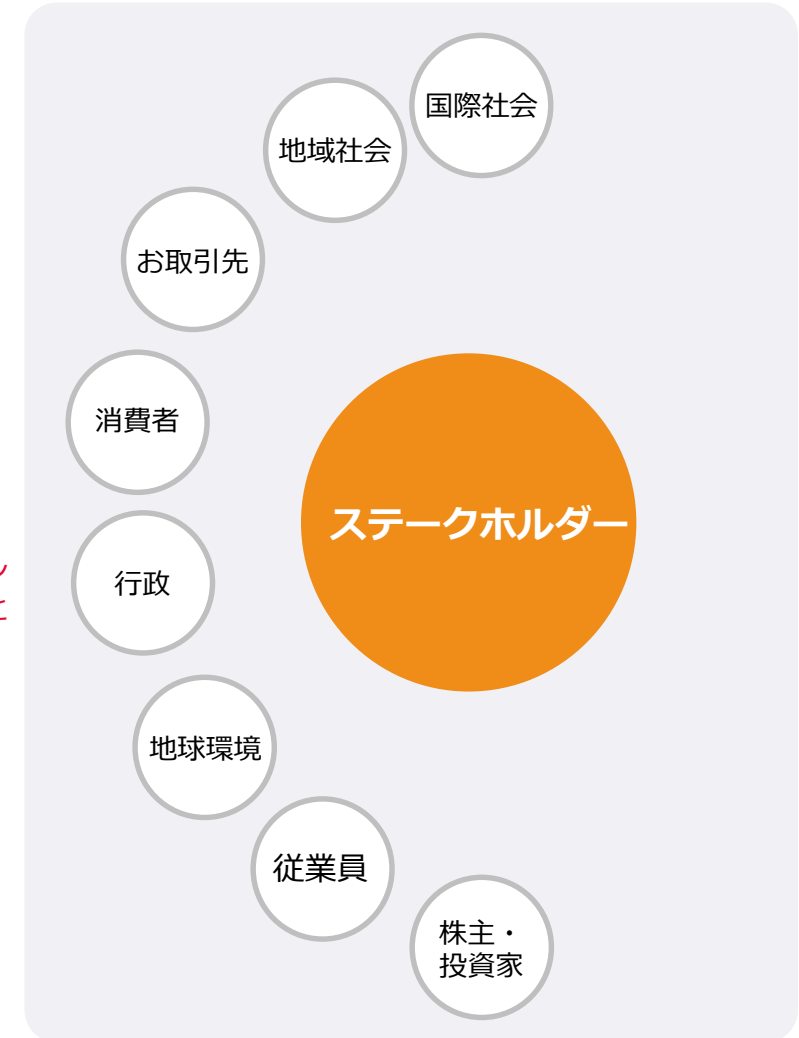 国際社会
地域社会
お取引先
消費者
ステークホルダー
行政
地球環境
従業員
株主・
投資家